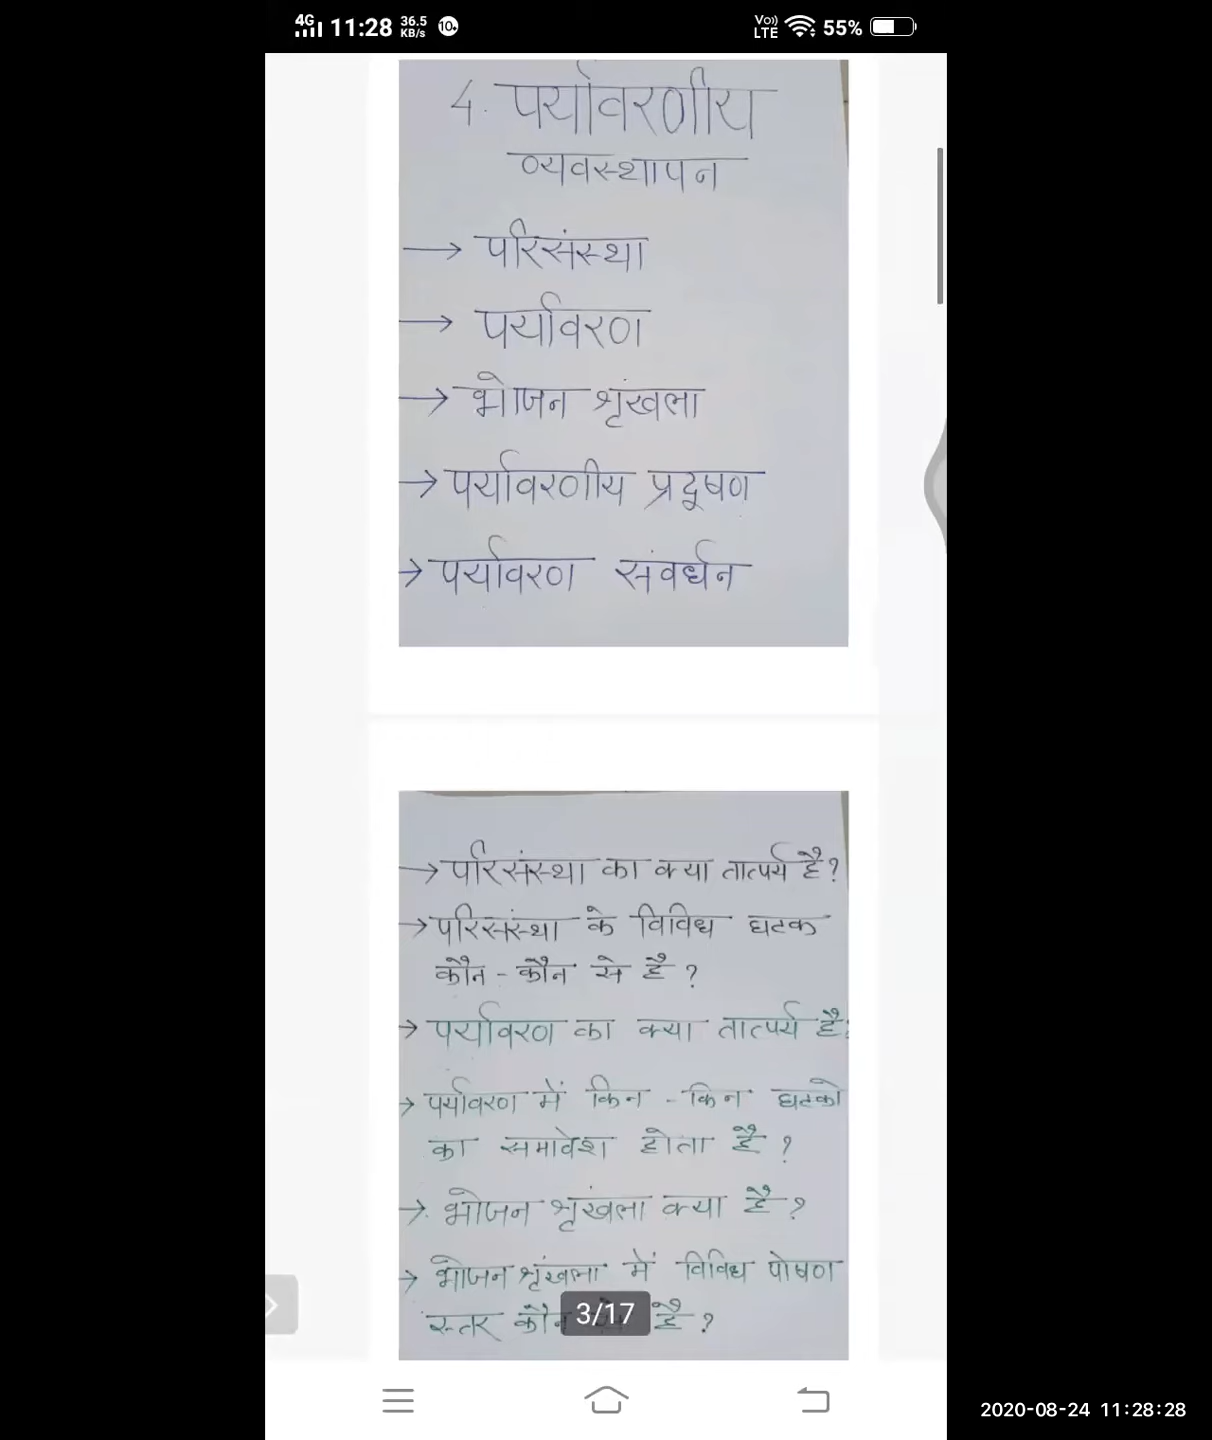 4G 11:28 36.5 KB/s 10+ Vo)) LTE 55%
4. पर्यावरणीय
व्यवस्थापन
→ परिसंस्था
→ पर्यावरण
→ भोजन शृंखला
→ पर्यावरणीय प्रदूषण
→ पर्यावरण संवर्धन
→ परिसंस्था का क्या तात्पर्य है?
→ परिसंस्था के विविध घटक
कौन - कौन से है ?
→ पर्यावरण का क्या तात्पर्य है?
→ पर्यावरण में किन - किन घटको
का समावेश होता है ?
→ भोजन शृंखला क्या है ?
→ भोजन शृंखला में विविध पोषण
स्तर कौन है ?
3/17
2020-08-24 11:28:28